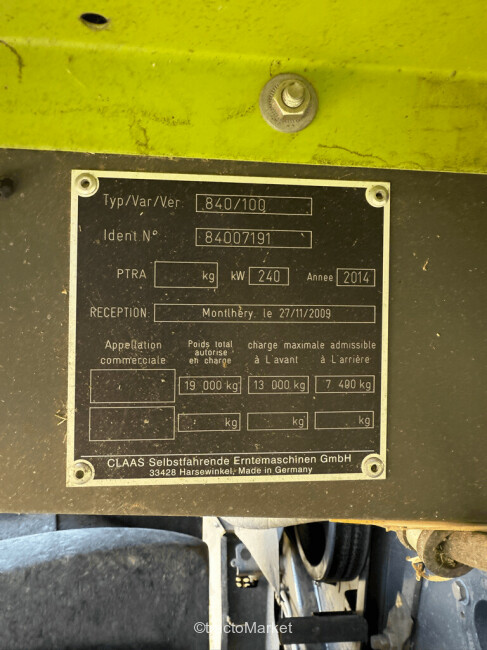 Typ/Var/Ver 840/100
Ident.N° 84007191
PTRA kg kW 240 Année 2014
RECEPTION Montlhéry. le 27/11/2009
Appellation commerciale Poids total autorisé en charge charge maximale admissible à L avant à L arrière
19 000 kg 13 000 kg 7 400 kg
kg kg kg
CLAAS Selbstfahrende Erntemaschinen GmbH
33428 Harsewinkel, Made in Germany
©tractoMarket